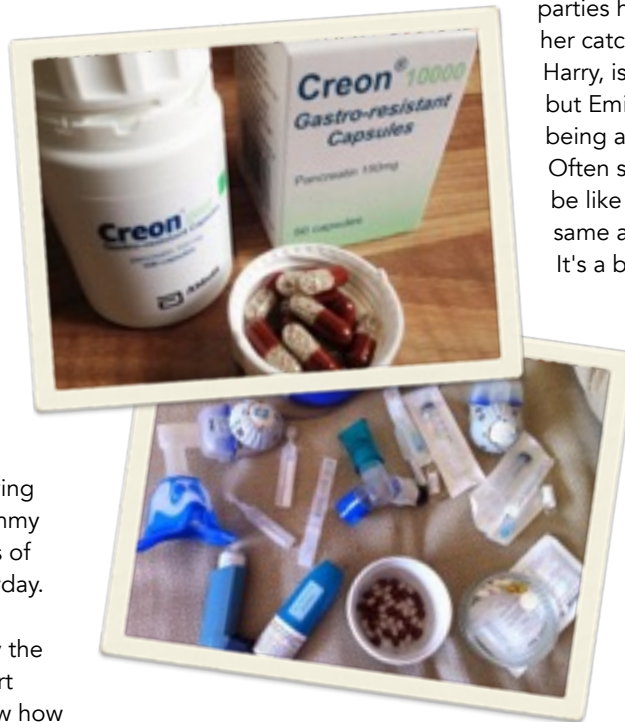 parties h
her catc
Harry, is
but Emi
being a
Often s
be like
same a
It's a b
Creon® 10000
Gastro-resistant
Capsules
Pancreatin 150mg
50 capsules
Creon
Abbott
ing
mmy
s of
day.
the
rt
w how